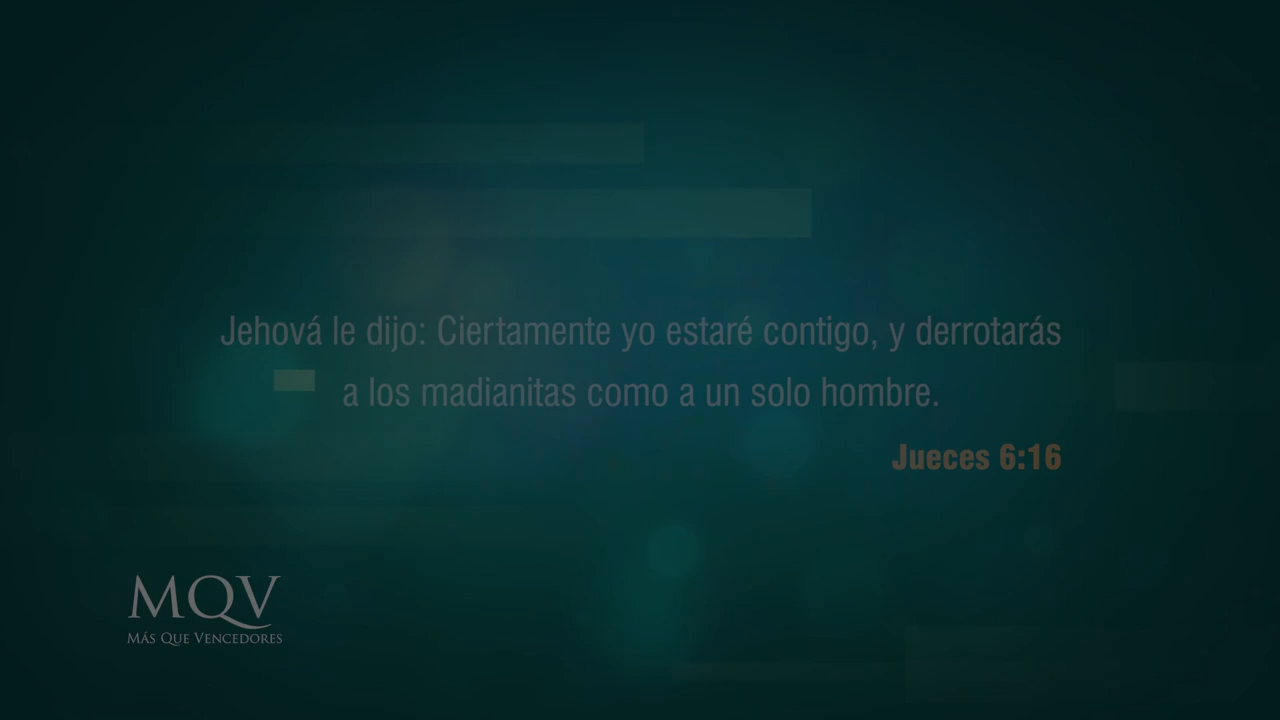 Jehová le dijo: Ciertamente yo estaré contigo, y derrotarás
a los madianitas como a un solo hombre.
Jueces 6:16
MQV
Más Que Vencedores